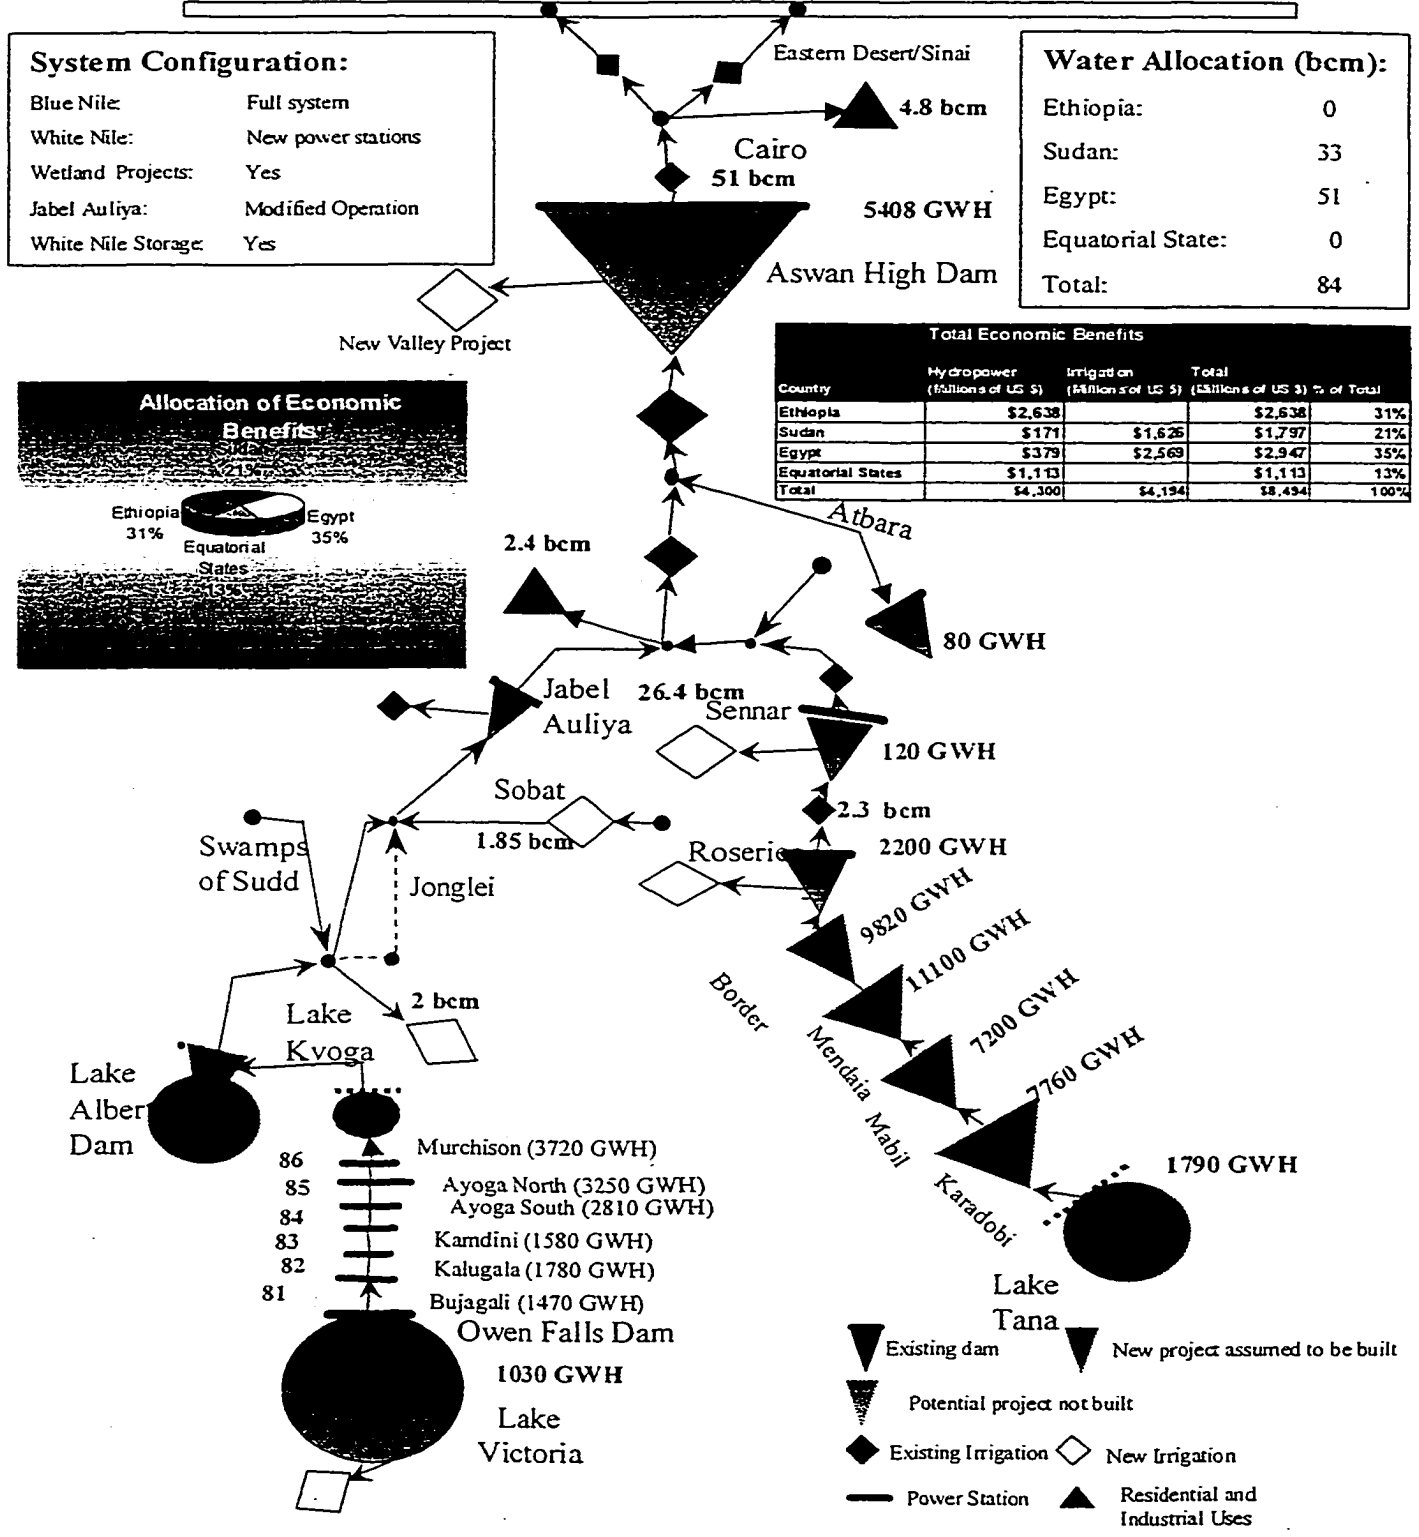 System Configuration:
Blue Nile: Full system
White Nile: New power stations
Wetland Projects: Yes
Jabel Auliya: Modified Operation
White Nile Storage: Yes
Eastern Desert/Sinai
4.8 bcm
Cairo
51 bcm
5408 GWH
Aswan High Dam
New Valley Project
Water Allocation (bcm):
Ethiopia: 0
Sudan: 33
Egypt: 51
Equatorial State: 0
Total: 84
Total Economic Benefits
Hydropower Irrigation Total
Country (Millions of US $) (Millions of US $) (Millions of US $) % of Total
Ethiopia $2,638 $2,638 31%
Sudan $171 $1,626 $1,797 21%
Egypt $379 $2,569 $2,947 35%
Equatorial States $1,113 $1,113 13%
Total $4,300 $4,194 $8,494 100%
Allocation of Economic
Benefits
Sudan
21%
Ethiopia
31%
Egypt
35%
Equatorial
States
13%
Atbara
2.4 bcm
80 GWH
Jabel
Auliya
26.4 bcm
Sennar
120 GWH
Sobat
1.85 bcm
2.3 bcm
Swamps
of Sudd
Jonglei
Roseries
2200 GWH
9820 GWH
11100 GWH
7200 GWH
7760 GWH
Border
Mendaia
Mabil
Karadobi
2 bcm
Lake
Kvoga
Lake
Alber
Dam
1790 GWH
Lake
Tana
86
85
84
83
82
81
Murchison (3720 GWH)
Ayoga North (3250 GWH)
Ayoga South (2810 GWH)
Kamdini (1580 GWH)
Kalugala (1780 GWH)
Bujagali (1470 GWH)
Owen Falls Dam
1030 GWH
Lake
Victoria
Existing dam
New project assumed to be built
Potential project not built
Existing Irrigation
New Irrigation
Power Station
Residential and
Industrial Uses